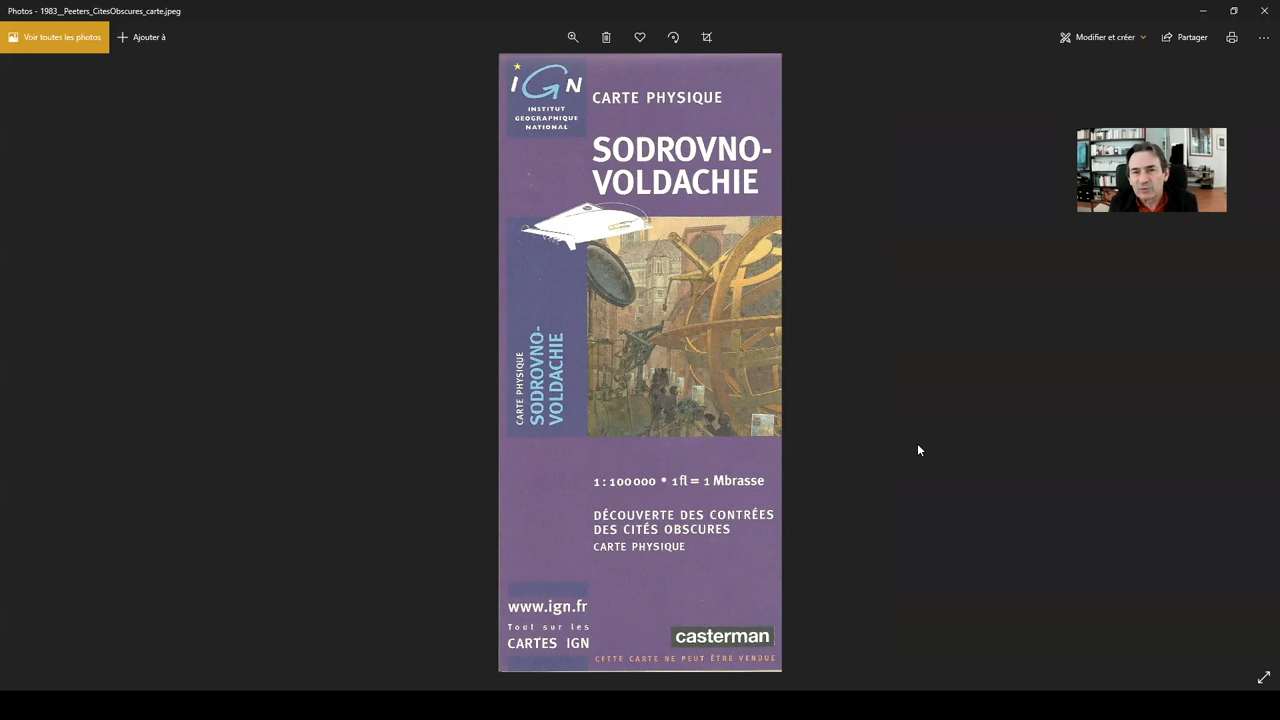 Photos - 1983__Peeters_CitesObscures_carte.jpeg
Voir toutes les photos
Ajouter à
Modifier et créer
Partager
IGN
INSTITUT
GEOGRAPHIQUE
NATIONAL
CARTE PHYSIQUE
SODROVNO-
VOLDACHIE
CARTE PHYSIQUE
SODROVNO-
VOLDACHIE
1 : 100 000 • 1 fl = 1 Mbrasse
DÉCOUVERTE DES CONTRÉES
DES CITÉS OBSCURES
CARTE PHYSIQUE
www.ign.fr
Tout sur les
CARTES IGN
casterman
CETTE CARTE NE PEUT ÊTRE VENDUE